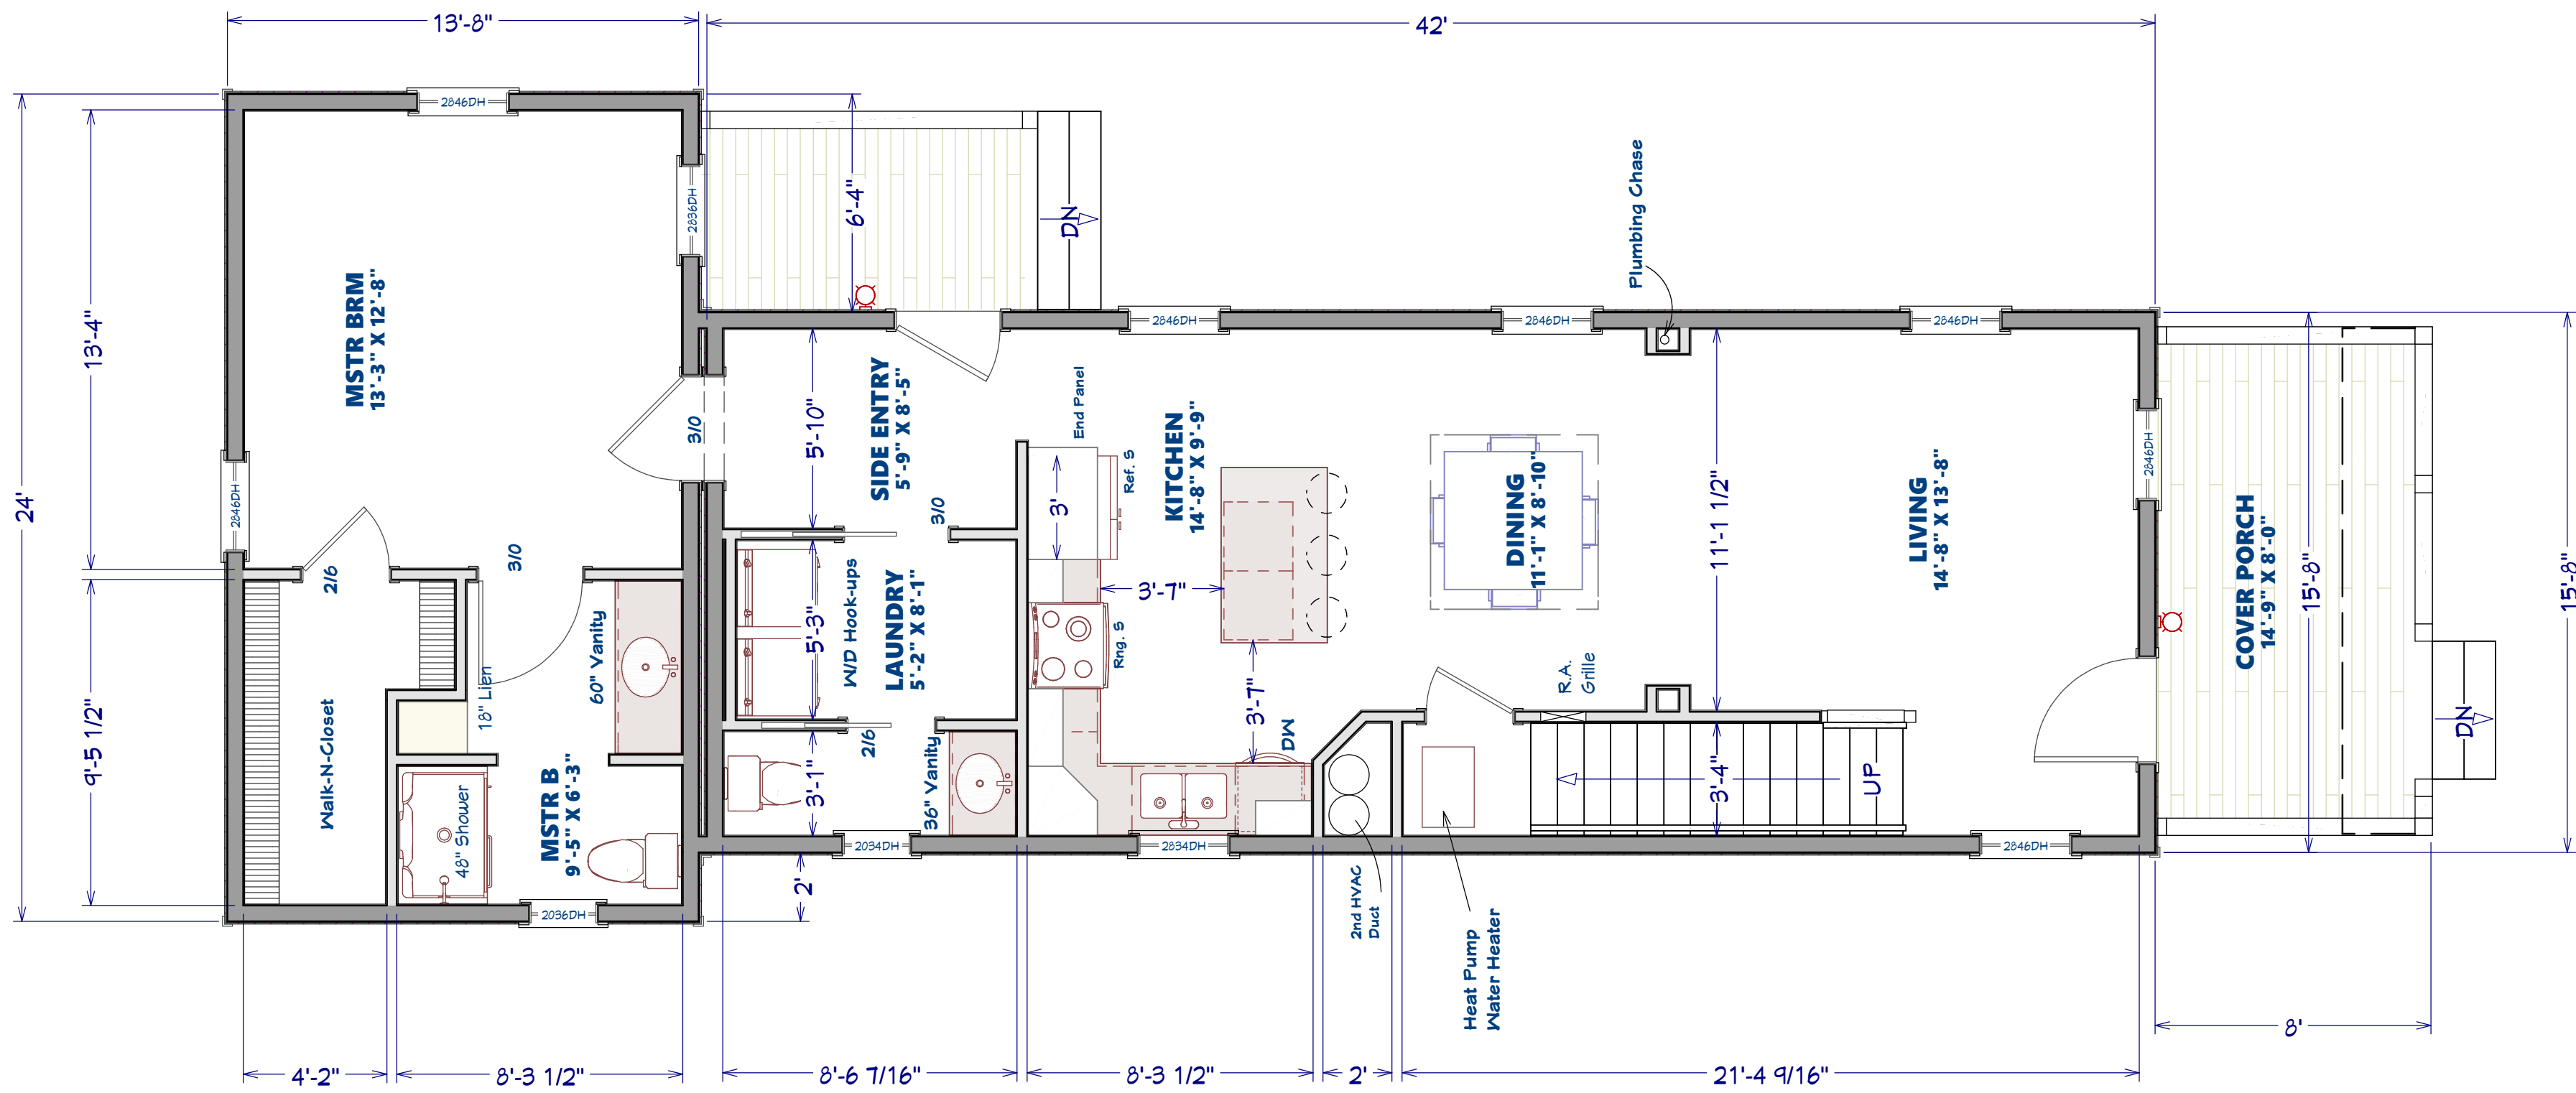 13'-8"
42'
24'
13'-4"
9'-5 1/2"
2846DH
2836DH
2846DH
MSTR BRM
13'-3" X 12'-8"
3/0
2/6
3/0
Walk-N-Closet
18" Lien
60" Vanity
48" Shower
MSTR B
9'-5" X 6'-3"
2036DH
6'-4"
DN
SIDE ENTRY
5'-9" X 8'-5"
5'-10"
3/0
5'-3"
W/D Hook-ups
LAUNDRY
5'-2" X 8'-1"
2/6
3'-1"
36" Vanity
2034DH
2'
2846DH
2846DH
2846DH
Plumbing Chase
End Panel
Ref. S
3'
KITCHEN
14'-8" X 9'-9"
3'-7"
Rng. S
3'-7"
DW
2834DH
DINING
11'-1" X 8'-10"
11'-1 1/2"
R.A.
Grille
3'-4"
UP
2nd HVAC
Duct
Heat Pump
Water Heater
LIVING
14'-8" X 13'-8"
2846DH
2846DH
COVER PORCH
14'-9" X 8'-0"
15'-8"
DN
15'-8"
8'
4'-2"
8'-3 1/2"
8'-6 7/16"
8'-3 1/2"
2'
21'-4 9/16"